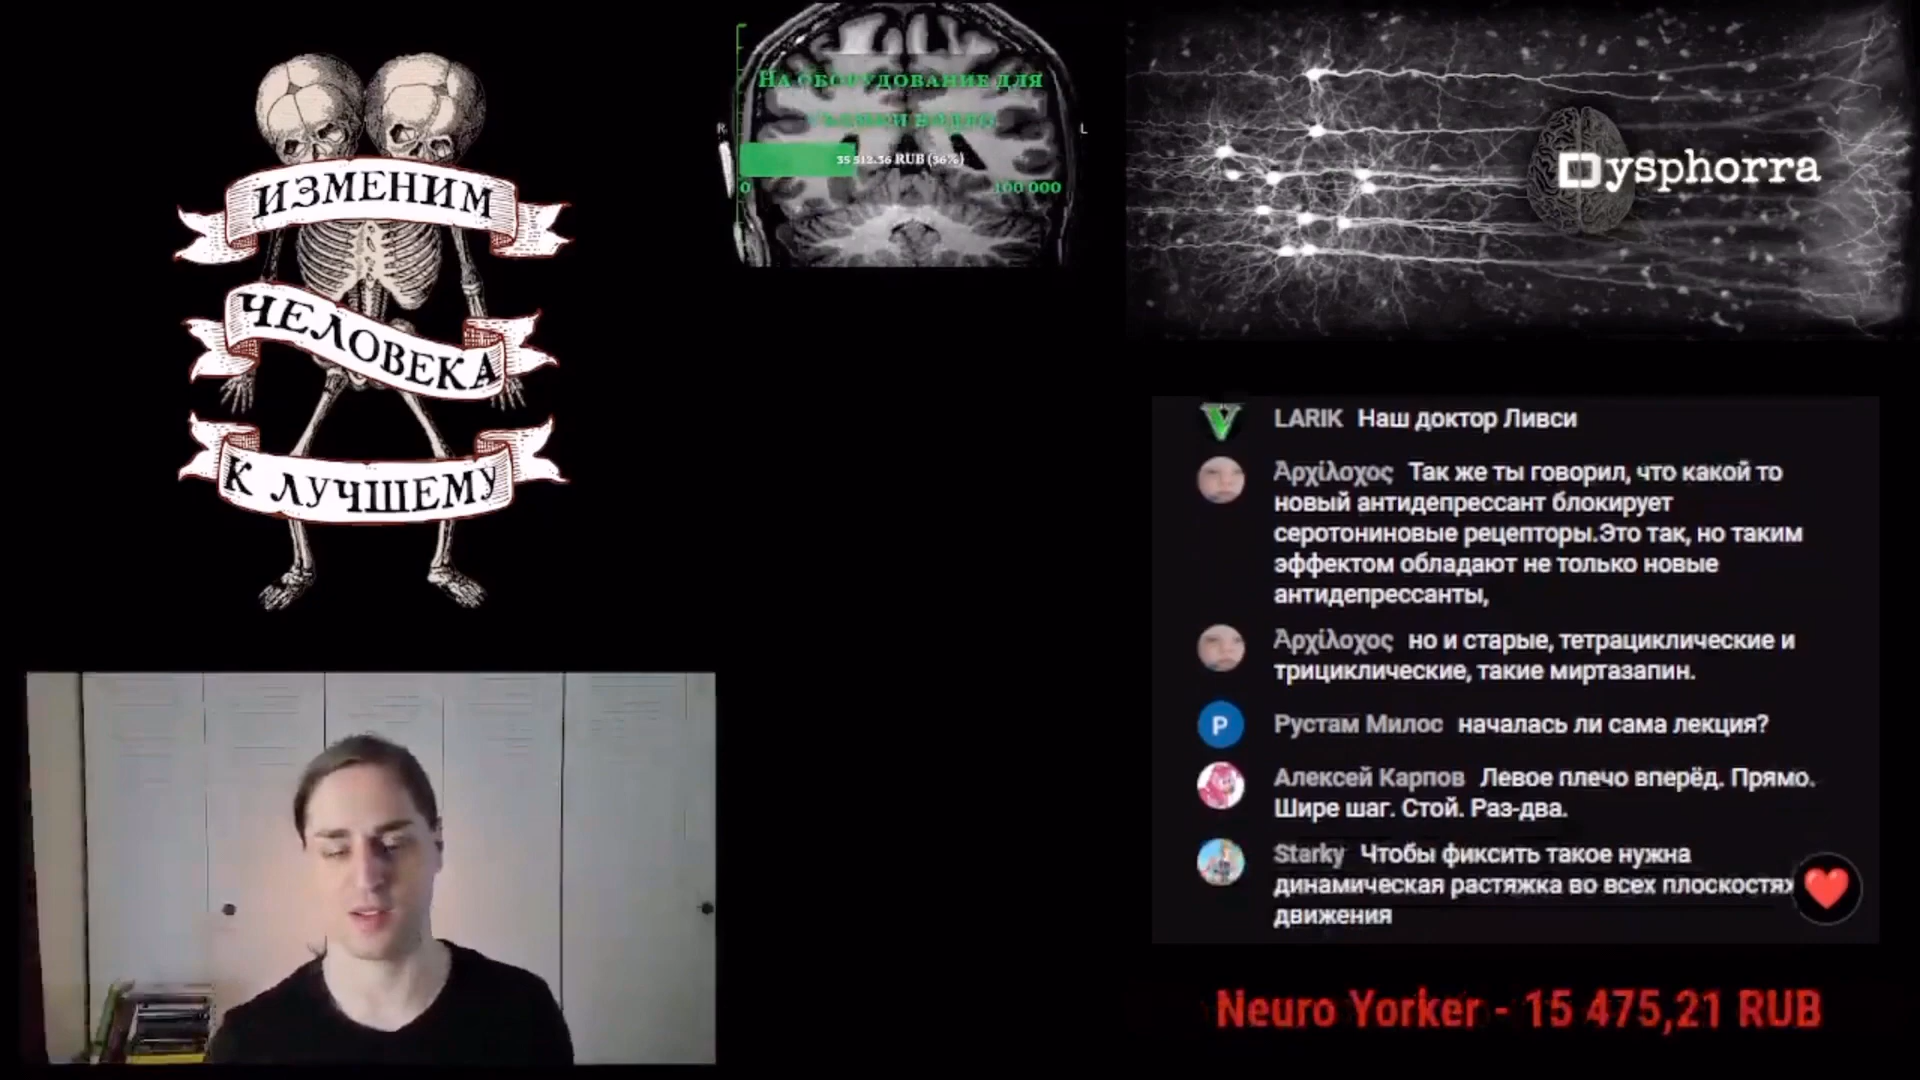 ИЗМЕНИМ
ЧЕЛОВЕКА
К ЛУЧШЕМУ
R
L
НА ОБОРУДОВАНИЕ ДЛЯ
35 512.36 RUB (36%)
0
100 000
Dysphorra
LARIK Наш доктор Ливси
Ἀρχίλοχος Так же ты говорил, что какой то
новый антидепрессант блокирует
серотониновые рецепторы.Это так, но таким
эффектом обладают не только новые
антидепрессанты,
Ἀρχίλοχος но и старые, тетрациклические и
трициклические, такие миртазапин.
Р
Рустам Милос началась ли сама лекция?
Алексей Карпов Левое плечо вперёд. Прямо.
Шире шаг. Стой. Раз-два.
Starky Чтобы фиксить такое нужна
динамическая растяжка во всех плоскостях
движения
Neuro Yorker - 15 475,21 RUB